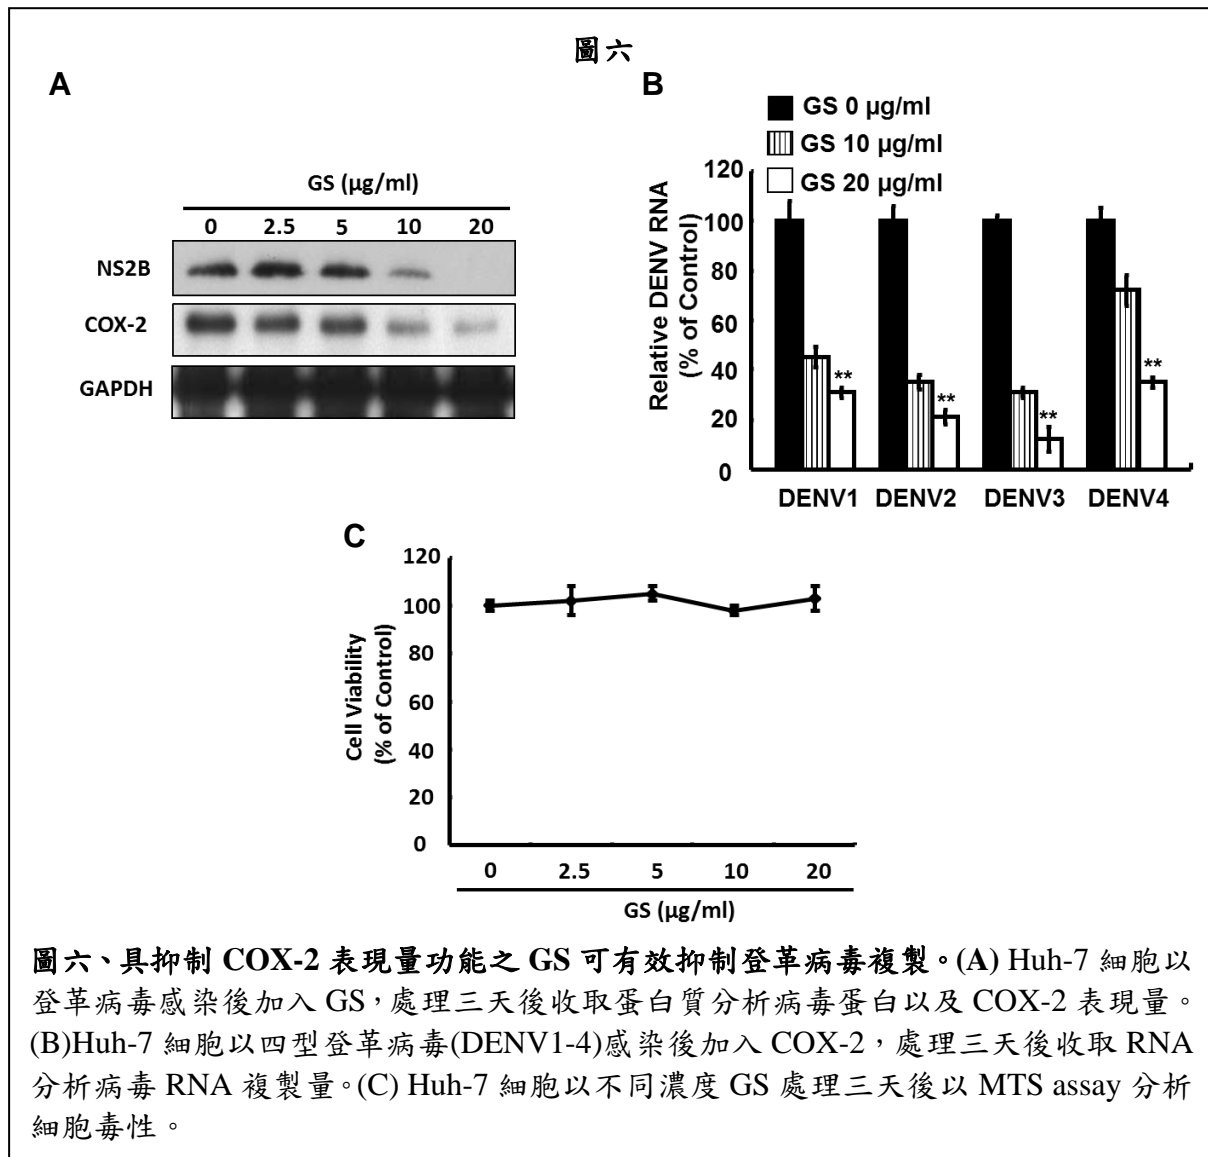 圖六
A
GS (µg/ml)
0 2.5 5 10 20
NS2B
COX-2
GAPDH
B
GS 0 µg/ml
GS 10 µg/ml
GS 20 µg/ml
Relative DENV RNA
(% of Control)
120
100
80
60
40
20
0
** ** ** **
DENV1 DENV2 DENV3 DENV4
C
Cell Viability
(% of Control)
120
100
80
60
40
20
0
0 2.5 5 10 20
GS (µg/ml)
圖六、具抑制 COX-2 表現量功能之 GS 可有效抑制登革病毒複製。(A) Huh-7 細胞以
登革病毒感染後加入 GS，處理三天後收取蛋白質分析病毒蛋白以及 COX-2 表現量。
(B)Huh-7 細胞以四型登革病毒(DENV1-4)感染後加入 COX-2，處理三天後收取 RNA
分析病毒 RNA 複製量。(C) Huh-7 細胞以不同濃度 GS 處理三天後以 MTS assay 分析
細胞毒性。